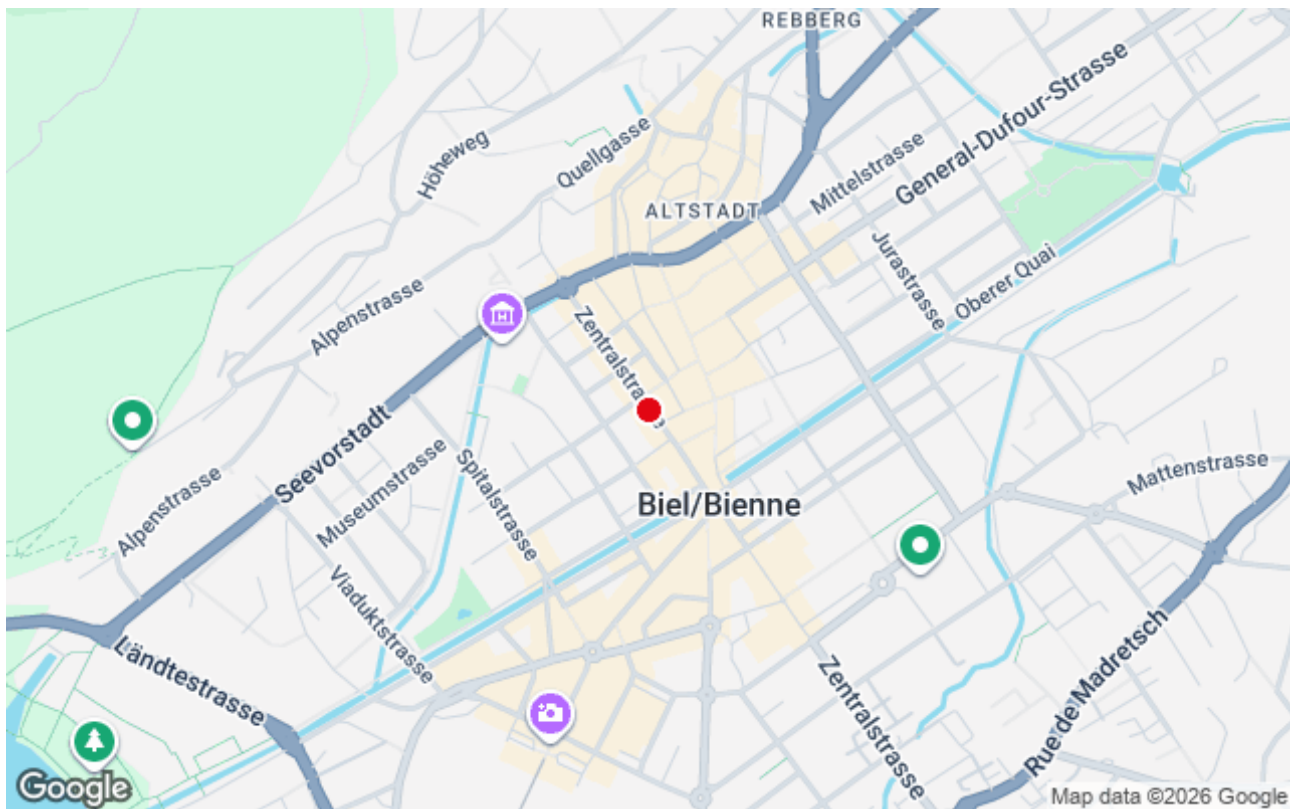 REBBERG
General-Dufour-Strasse
Höheweg
Quellgasse
Mittelstrasse
ALTSTADT
Jurastrasse
Oberer Quai
Alpenstrasse
Zentralstrasse
Seevorstadt
Museumstrasse
Spitalstrasse
Mattenstrasse
Biel/Bienne
Alpenstrasse
Viaduktstrasse
Ländtestrasse
Rue de Madretsch
Zentralstrasse
Google
Map data ©2026 Google